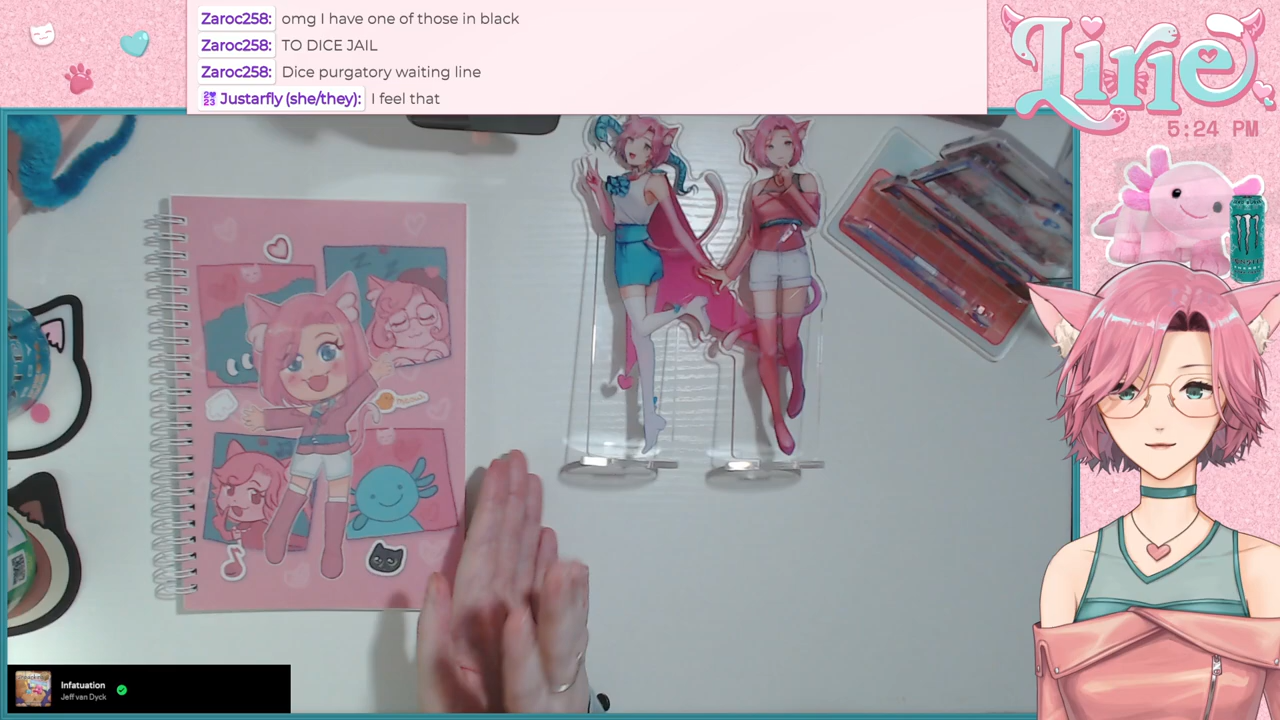 Zaroc258: omg I have one of those in black
Zaroc258: TO DICE JAIL
Zaroc258: Dice purgatory waiting line
Justarfly (she/they): I feel that
Lirie
5:24 PM
Meow
Infatuation
Jeff van Dyck